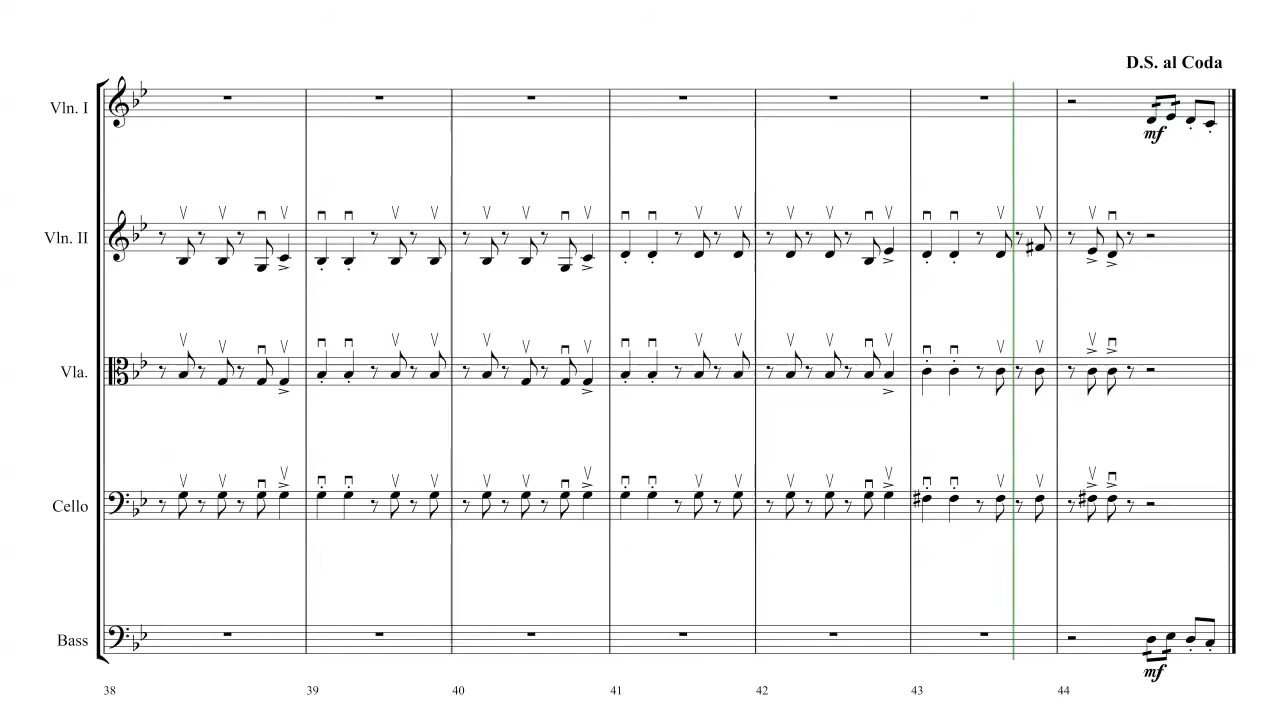 D.S. al Coda
Vln. I
mf
Vln. II
Vla.
Cello
Bass
mf
38 39 40 41 42 43 44